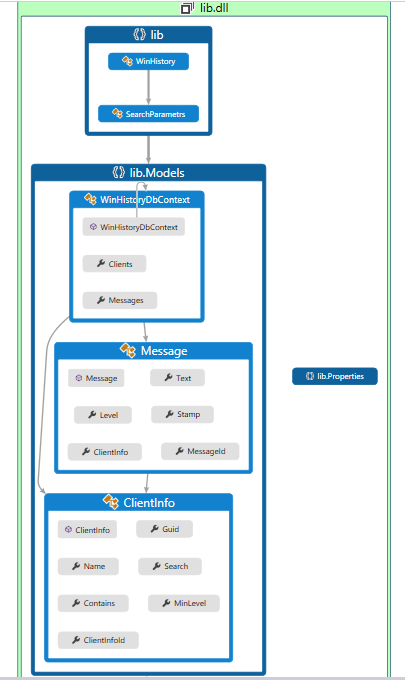 lib.dll
lib
WinHistory
SearchParametrs
lib.Models
WinHistoryDbContext
WinHistoryDbContext
Clients
Messages
Message
Message Text
Level Stamp
ClientInfo MessageId
lib.Properties
ClientInfo
ClientInfo Guid
Name Search
Contains MinLevel
ClientInfoId